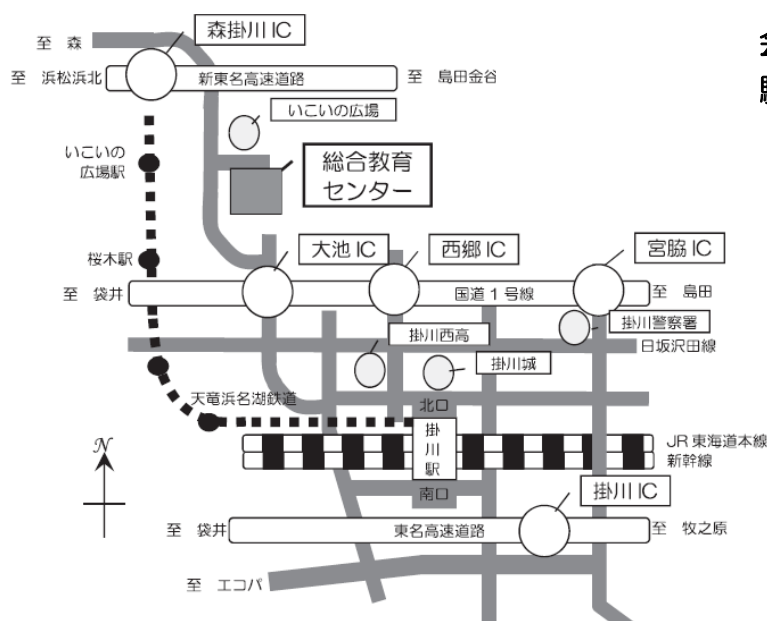 森掛川 IC
至 森
至 浜松浜北
新東名高速道路
至 島田金谷
いこいの広場
いこいの
広場駅
総合教育
センター
桜木駅
大池 IC
西郷 IC
宮脇 IC
至 袋井
国道1号線
至 島田
掛川西高
掛川警察署
日坂沢田線
掛川城
天竜浜名湖鉄道
北口
掛川駅
JR東海道本線
新幹線
南口
掛川 IC
至 袋井
東名高速道路
至 牧之原
至 エコパ
N